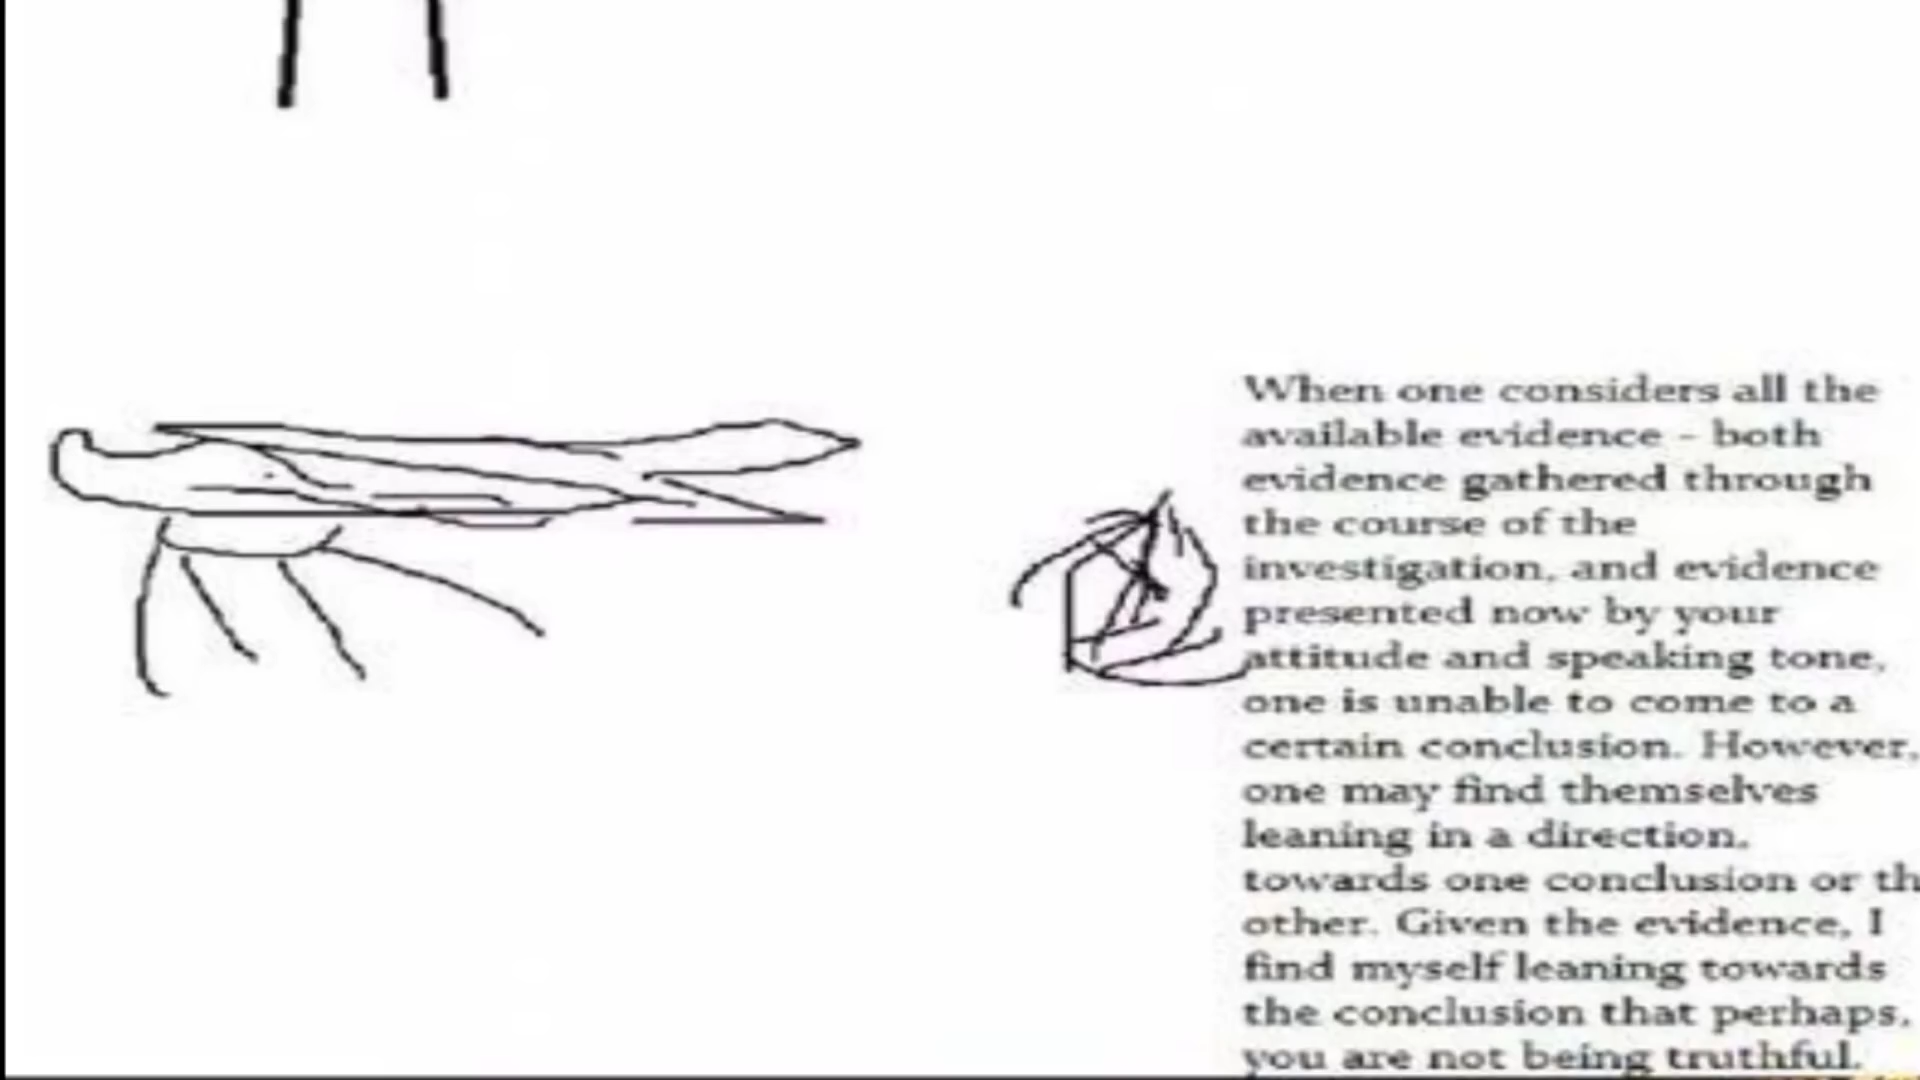 When one considers all the
available evidence - both
evidence gathered through
the course of the
investigation, and evidence
presented now by your
attitude and speaking tone,
one is unable to come to a
certain conclusion. However,
one may find themselves
leaning in a direction,
towards one conclusion or th
other. Given the evidence, I
find myself leaning towards
the conclusion that perhaps,
you are not being truthful.